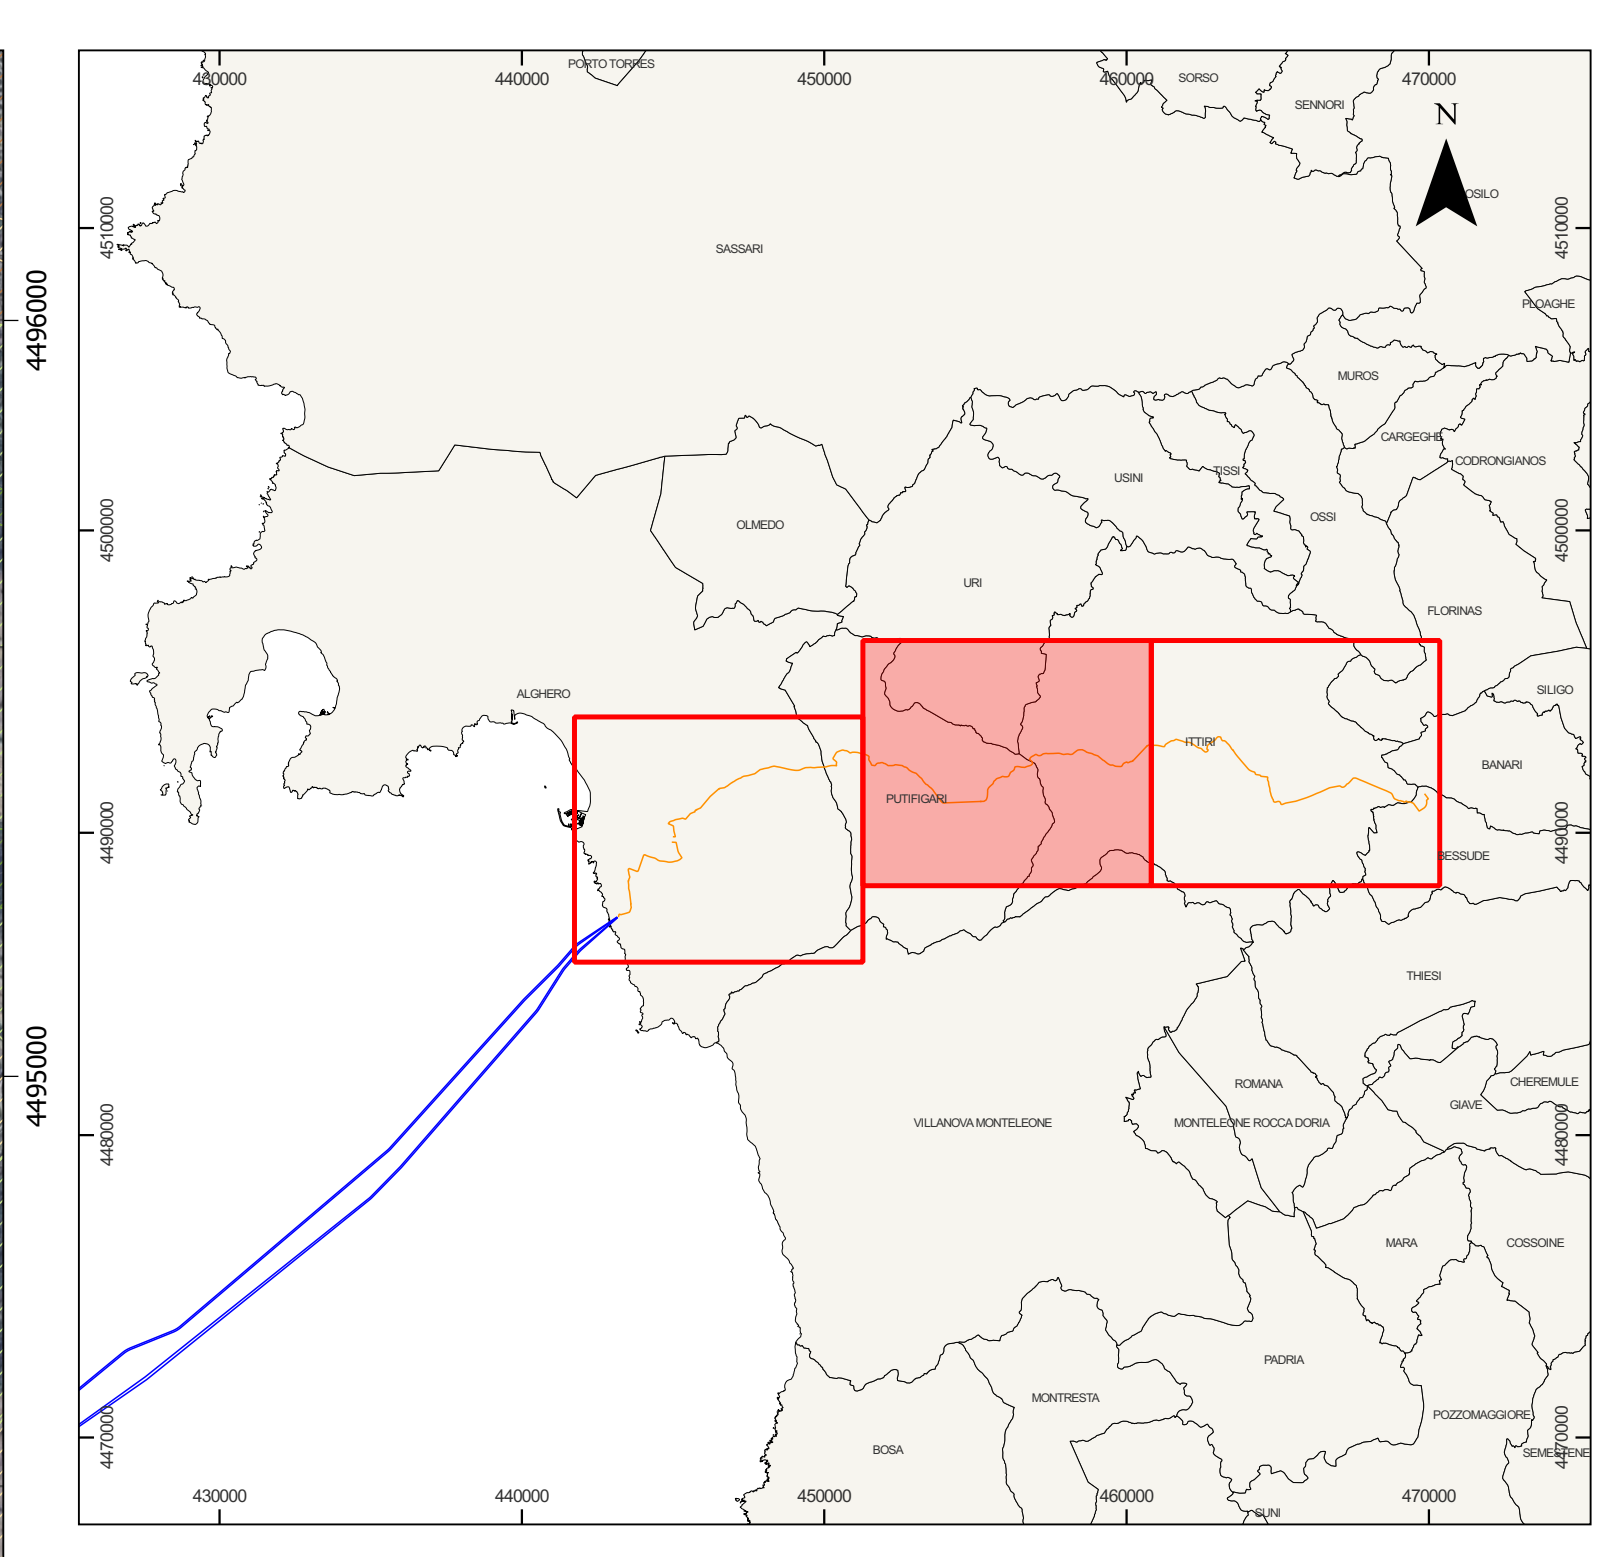 PORTO TORRES
430000 440000 450000 460000 470000
SORSO
SENNORI
N
OSILO
4510000 4510000
SASSARI
4496000
PLOAGHE
MUROS
CARGEGHE
CODRONGIANOS
TISSI
USINI
OSSI
OLMEDO
4500000 4500000
URI
FLORINAS
SILIGO
ALGHERO
ITTIRI
BANARI
PUTIFIGARI
4490000 4490000
BESSUDE
THIESI
4495000
CHEREMULE
ROMANA
GIAVE
VILLANOVA MONTELEONE
MONTELEONE ROCCA DORIA
4480000 4480000
MARA
COSSOINE
PADRIA
MONTRESTA
POZZOMAGGIORE
BOSA
4470000 4470000
SEMESTENE
430000 440000 450000 460000 470000
SUNI